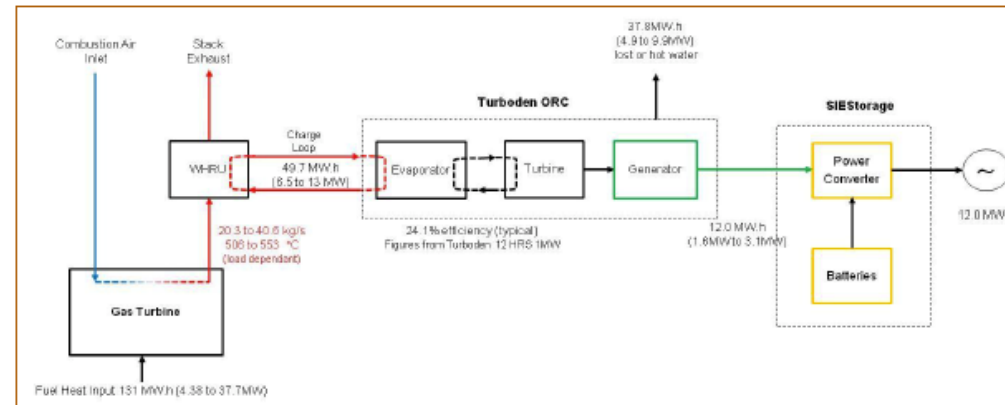 37.8MW.h
(4.9 to 9.9MW)
lost or hot water
Combustion Air
Inlet
Stack
Exhaust
Turboden ORC
SIEStorage
Charge
Loop
WHRU
49.7 MW.h
(6.5 to 13 MW)
Evaporator
Turbine
Generator
Power
Converter
~
12.0 MW
20.3 to 40.6 kg/s
506 to 553 °C
(load dependant)
24.1% efficiency (typical)
Figures from Turboden 12 HRS 1MW
12.0 MW.h
(1.6MW to 3.1MW)
Batteries
Gas Turbine
Fuel Heat Input 131 MW.h (4.38 to 37.7MW)